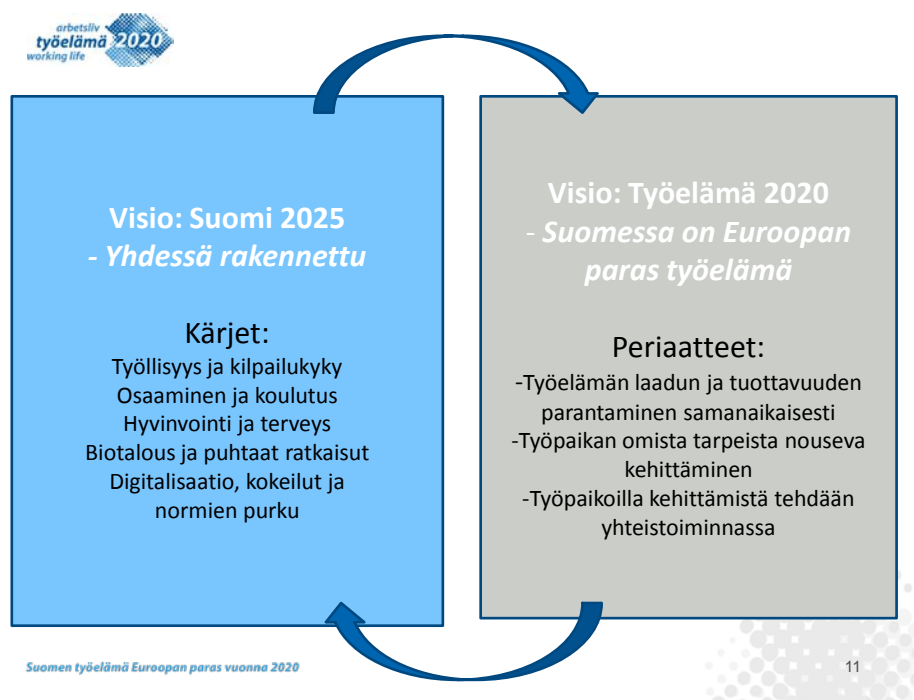 arbetsliv
työelämä 2020
working life
Visio: Suomi 2025
- Yhdessä rakennettu
Kärjet:
Työllisyys ja kilpailukyky
Osaaminen ja koulutus
Hyvinvointi ja terveys
Biotalous ja puhtaat ratkaisut
Digitalisaatio, kokeilut ja
normien purku
Visio: Työelämä 2020
- Suomessa on Euroopan
paras työelämä
Periaatteet:
-Työelämän laadun ja tuottavuuden
parantaminen samanaikaisesti
-Työpaikan omista tarpeista nouseva
kehittäminen
-Työpaikoilla kehittämistä tehdään
yhteistoiminnassa
Suomen työelämä Euroopan paras vuonna 2020
11